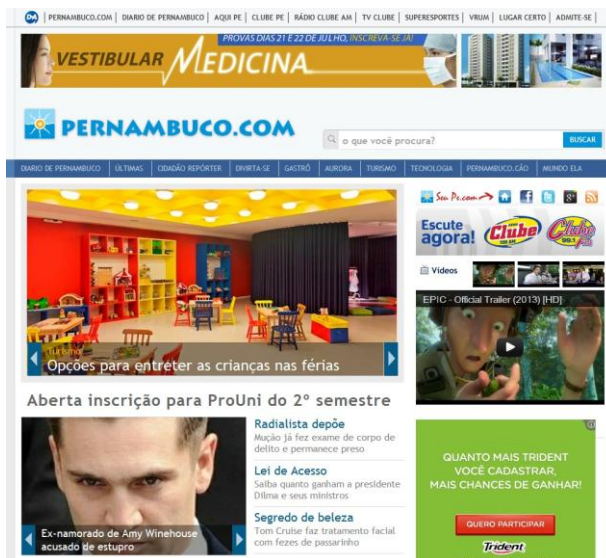 DA PERNAMBUCO.COM DIARIO DE PERNAMBUCO AQUI PE CLUBE PE RÁDIO CLUBE AM TV CLUBE SUPERESPORTES VRUM LUGAR CERTO ADMITE-SE
PROVAS DIAS 21 E 22 DE JULHO, INSCREVA-SE JÁ!
VESTIBULAR MEDICINA
PERNAMBUCO.COM
o que você procura?
BUSCAR
DIARIO DE PERNAMBUCO ÚLTIMAS CIDADÃO REPÓRTER DIVIRTA-SE GASTRÔ AURORA TURISMO TECNOLOGIA PERNAMBUCO.CÃO MUNDO ELA
Seu Pe.com
Escute agora!
Clube
Clube
99.1
Vídeos
EPIC - Official Trailer (2013) [HD]
Turismo
Opções para entreter as crianças nas férias
Aberta inscrição para ProUni do 2º semestre
Ex-namorado de Amy Winehouse
acusado de estupro
Radialista depõe
Mução já fez exame de corpo de
delito e permanece preso
Lei de Acesso
Saiba quanto ganham a presidente
Dilma e seus ministros
Segredo de beleza
Tom Cruise faz tratamento facial
com fezes de passarinho
QUANTO MAIS TRIDENT
VOCÊ CADASTRAR,
MAIS CHANCES DE GANHAR!
QUERO PARTICIPAR
Trident